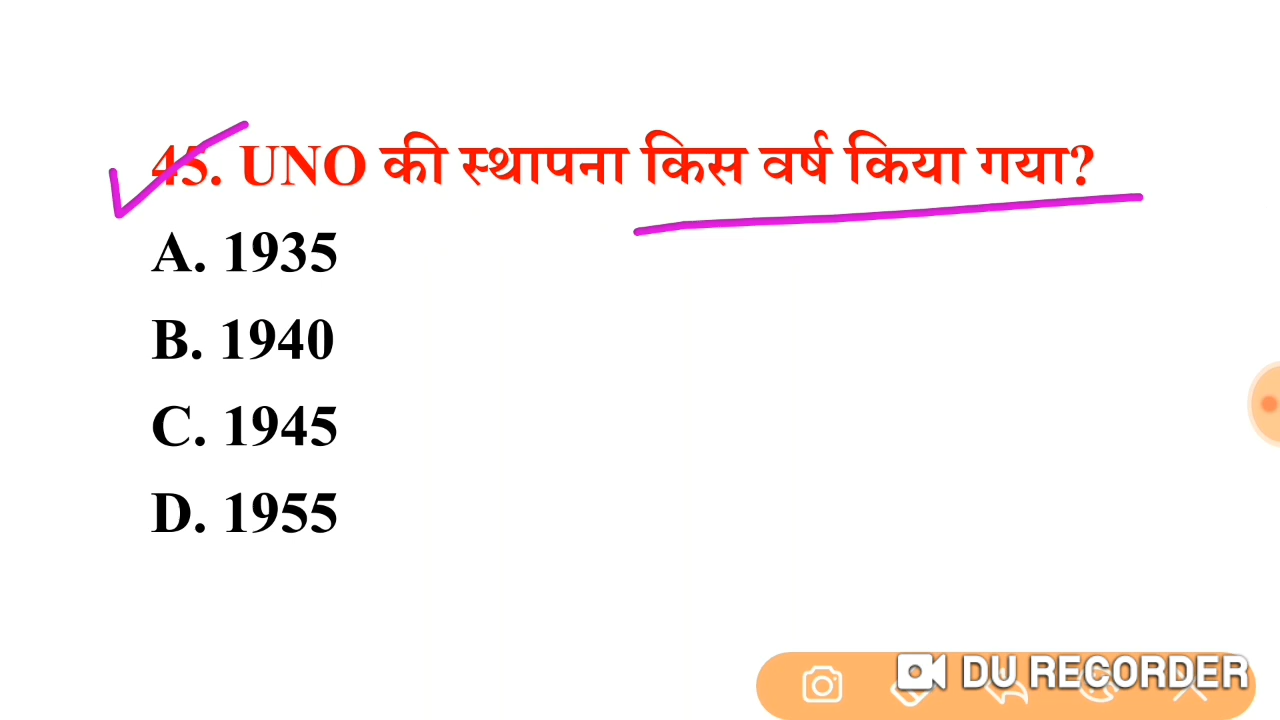 45. UNO की स्थापना किस वर्ष किया गया?
A. 1935
B. 1940
C. 1945
D. 1955
DU RECORDER